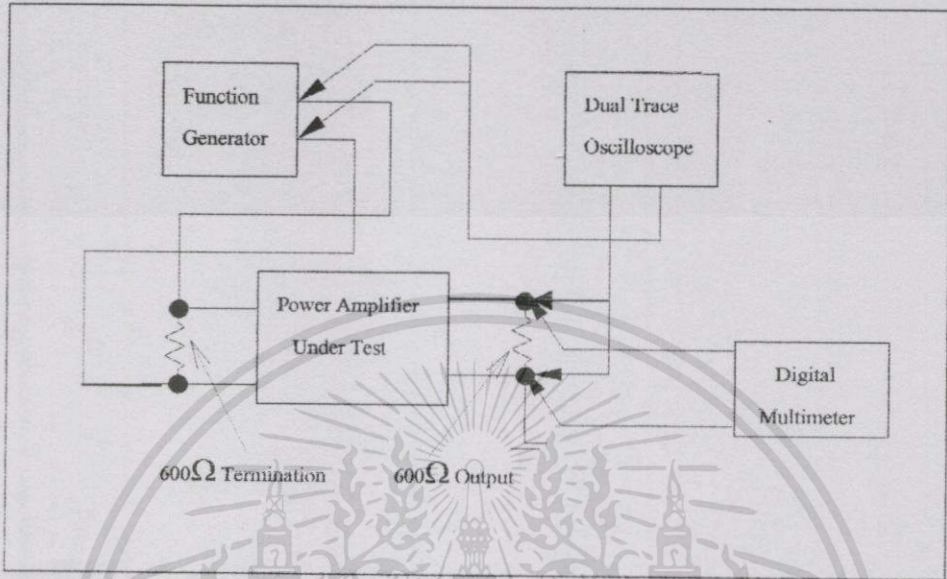 Function
Generator
Dual Trace
Oscilloscope
Power Amplifier
Under Test
Digital
Multimeter
600Ω Termination
600Ω Output